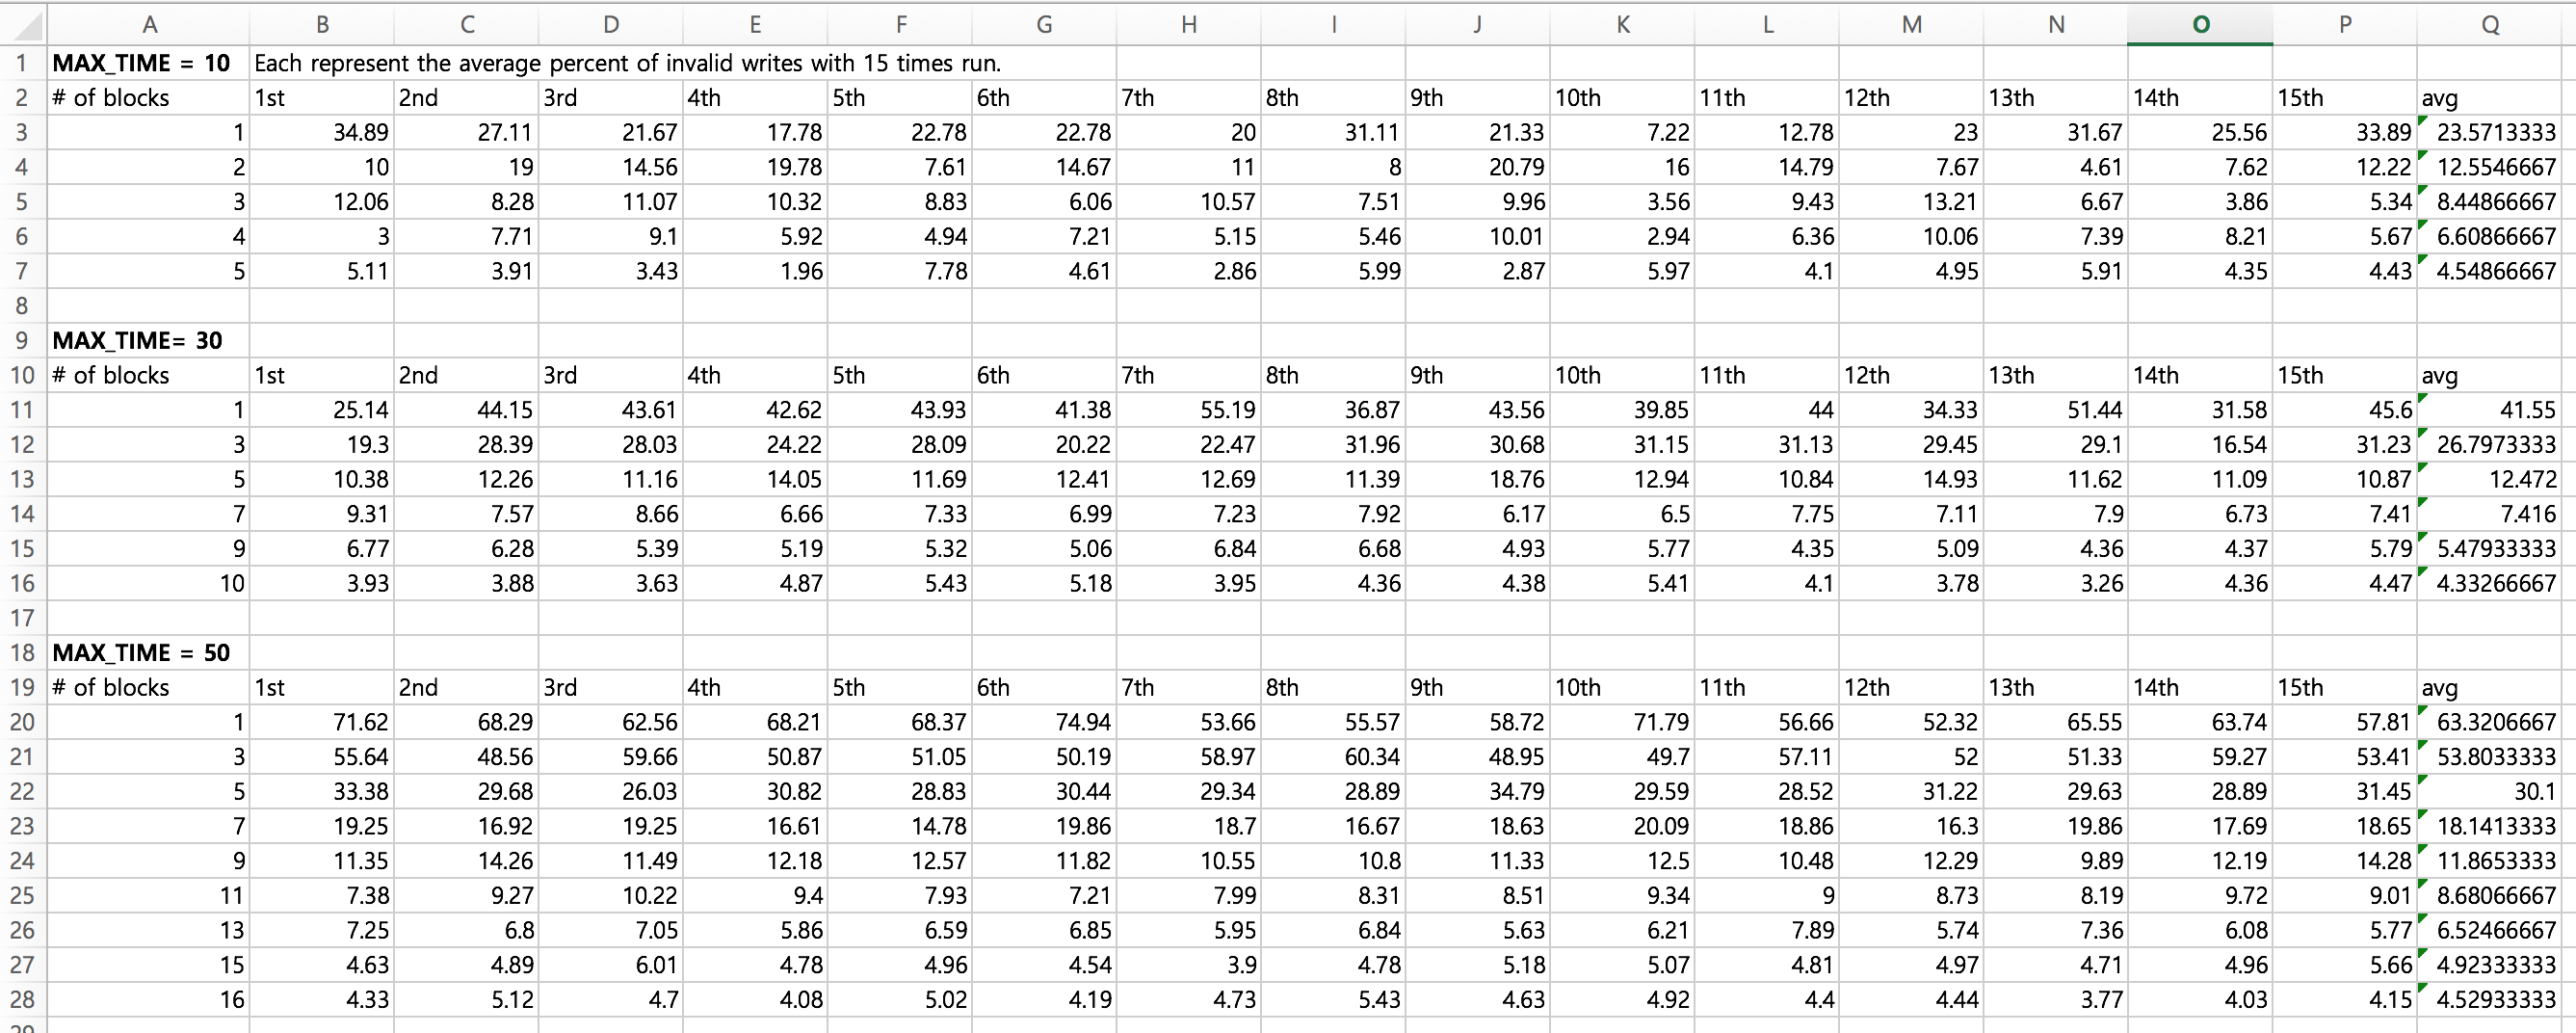 A B C D E F G H I J K L M N O P Q
1 MAX_TIME = 10 Each represent the average percent of invalid writes with 15 times run.
2 # of blocks 1st 2nd 3rd 4th 5th 6th 7th 8th 9th 10th 11th 12th 13th 14th 15th avg
3 1 34.89 27.11 21.67 17.78 22.78 22.78 20 31.11 21.33 7.22 12.78 23 31.67 25.56 33.89 23.5713333
4 2 10 19 14.56 19.78 7.61 14.67 11 8 20.79 16 14.79 7.67 4.61 7.62 12.22 12.5546667
5 3 12.06 8.28 11.07 10.32 8.83 6.06 10.57 7.51 9.96 3.56 9.43 13.21 6.67 3.86 5.34 8.44866667
6 4 3 7.71 9.1 5.92 4.94 7.21 5.15 5.46 10.01 2.94 6.36 10.06 7.39 8.21 5.67 6.60866667
7 5 5.11 3.91 3.43 1.96 7.78 4.61 2.86 5.99 2.87 5.97 4.1 4.95 5.91 4.35 4.43 4.54866667
8
9 MAX_TIME= 30
10 # of blocks 1st 2nd 3rd 4th 5th 6th 7th 8th 9th 10th 11th 12th 13th 14th 15th avg
11 1 25.14 44.15 43.61 42.62 43.93 41.38 55.19 36.87 43.56 39.85 44 34.33 51.44 31.58 45.6 41.55
12 3 19.3 28.39 28.03 24.22 28.09 20.22 22.47 31.96 30.68 31.15 31.13 29.45 29.1 16.54 31.23 26.7973333
13 5 10.38 12.26 11.16 14.05 11.69 12.41 12.69 11.39 18.76 12.94 10.84 14.93 11.62 11.09 10.87 12.472
14 7 9.31 7.57 8.66 6.66 7.33 6.99 7.23 7.92 6.17 6.5 7.75 7.11 7.9 6.73 7.41 7.416
15 9 6.77 6.28 5.39 5.19 5.32 5.06 6.84 6.68 4.93 5.77 4.35 5.09 4.36 4.37 5.79 5.47933333
16 10 3.93 3.88 3.63 4.87 5.43 5.18 3.95 4.36 4.38 5.41 4.1 3.78 3.26 4.36 4.47 4.33266667
17
18 MAX_TIME = 50
19 # of blocks 1st 2nd 3rd 4th 5th 6th 7th 8th 9th 10th 11th 12th 13th 14th 15th avg
20 1 71.62 68.29 62.56 68.21 68.37 74.94 53.66 55.57 58.72 71.79 56.66 52.32 65.55 63.74 57.81 63.3206667
21 3 55.64 48.56 59.66 50.87 51.05 50.19 58.97 60.34 48.95 49.7 57.11 52 51.33 59.27 53.41 53.8033333
22 5 33.38 29.68 26.03 30.82 28.83 30.44 29.34 28.89 34.79 29.59 28.52 31.22 29.63 28.89 31.45 30.1
23 7 19.25 16.92 19.25 16.61 14.78 19.86 18.7 16.67 18.63 20.09 18.86 16.3 19.86 17.69 18.65 18.1413333
24 9 11.35 14.26 11.49 12.18 12.57 11.82 10.55 10.8 11.33 12.5 10.48 12.29 9.89 12.19 14.28 11.8653333
25 11 7.38 9.27 10.22 9.4 7.93 7.21 7.99 8.31 8.51 9.34 9 8.73 8.19 9.72 9.01 8.68066667
26 13 7.25 6.8 7.05 5.86 6.59 6.85 5.95 6.84 5.63 6.21 7.89 5.74 7.36 6.08 5.77 6.52466667
27 15 4.63 4.89 6.01 4.78 4.96 4.54 3.9 4.78 5.18 5.07 4.81 4.97 4.71 4.96 5.66 4.92333333
28 16 4.33 5.12 4.7 4.08 5.02 4.19 4.73 5.43 4.63 4.92 4.4 4.44 3.77 4.03 4.15 4.52933333